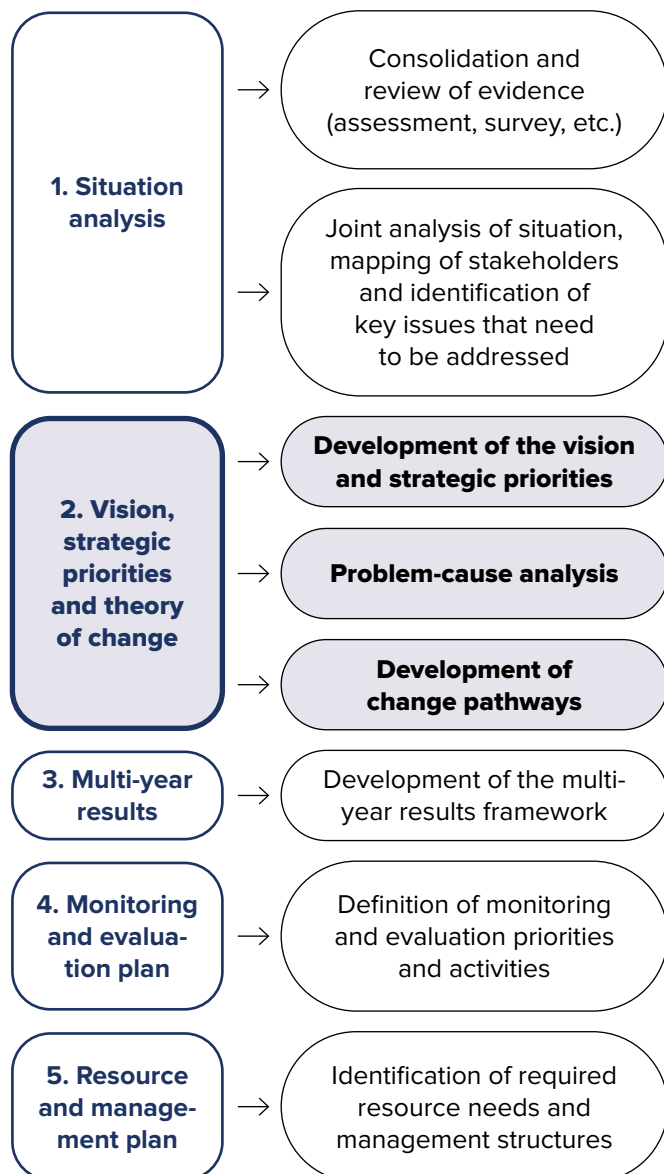 1. Situation
analysis
Consolidation and
review of evidence
(assessment, survey, etc.)
Joint analysis of situation,
mapping of stakeholders
and identification of
key issues that need
to be addressed
2. Vision,
strategic
priorities
and theory
of change
Development of the vision
and strategic priorities
Problem-cause analysis
Development of
change pathways
3. Multi-year
results
Development of the multi-
year results framework
4. Monitoring
and evalua-
tion plan
Definition of monitoring
and evaluation priorities
and activities
5. Resource
and manage-
ment plan
Identification of required
resource needs and
management structures